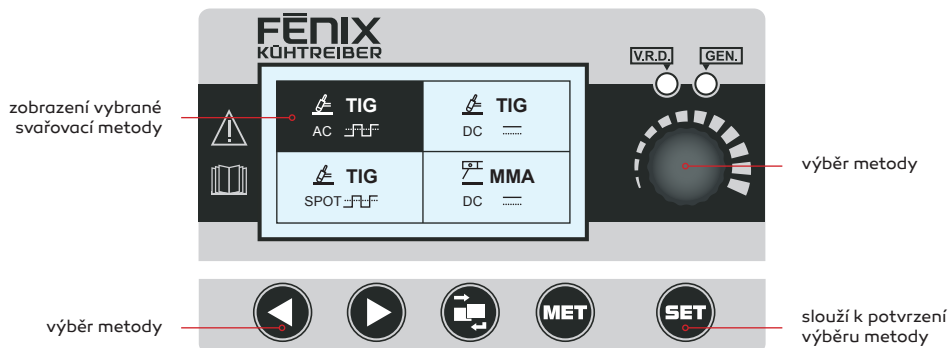 FĒNIX
KÜHTREIBER
V.R.D.
GEN.
zobrazení vybrané
svařovací metody
TIG
AC
TIG
DC
TIG
SPOT
MMA
DC
výběr metody
výběr metody
MET
SET
slouží k potvrzení
výběru metody